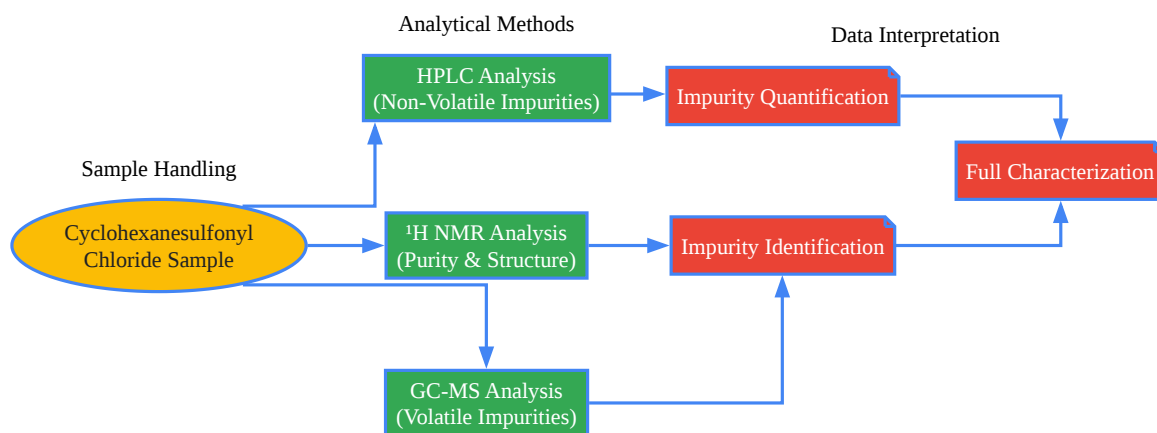 Analytical Methods
Data Interpretation
HPLC Analysis
(Non-Volatile Impurities)
Impurity Quantification
Sample Handling
Full Characterization
Cyclohexanesulfonyl
Chloride Sample
¹H NMR Analysis
(Purity & Structure)
Impurity Identification
GC-MS Analysis
(Volatile Impurities)